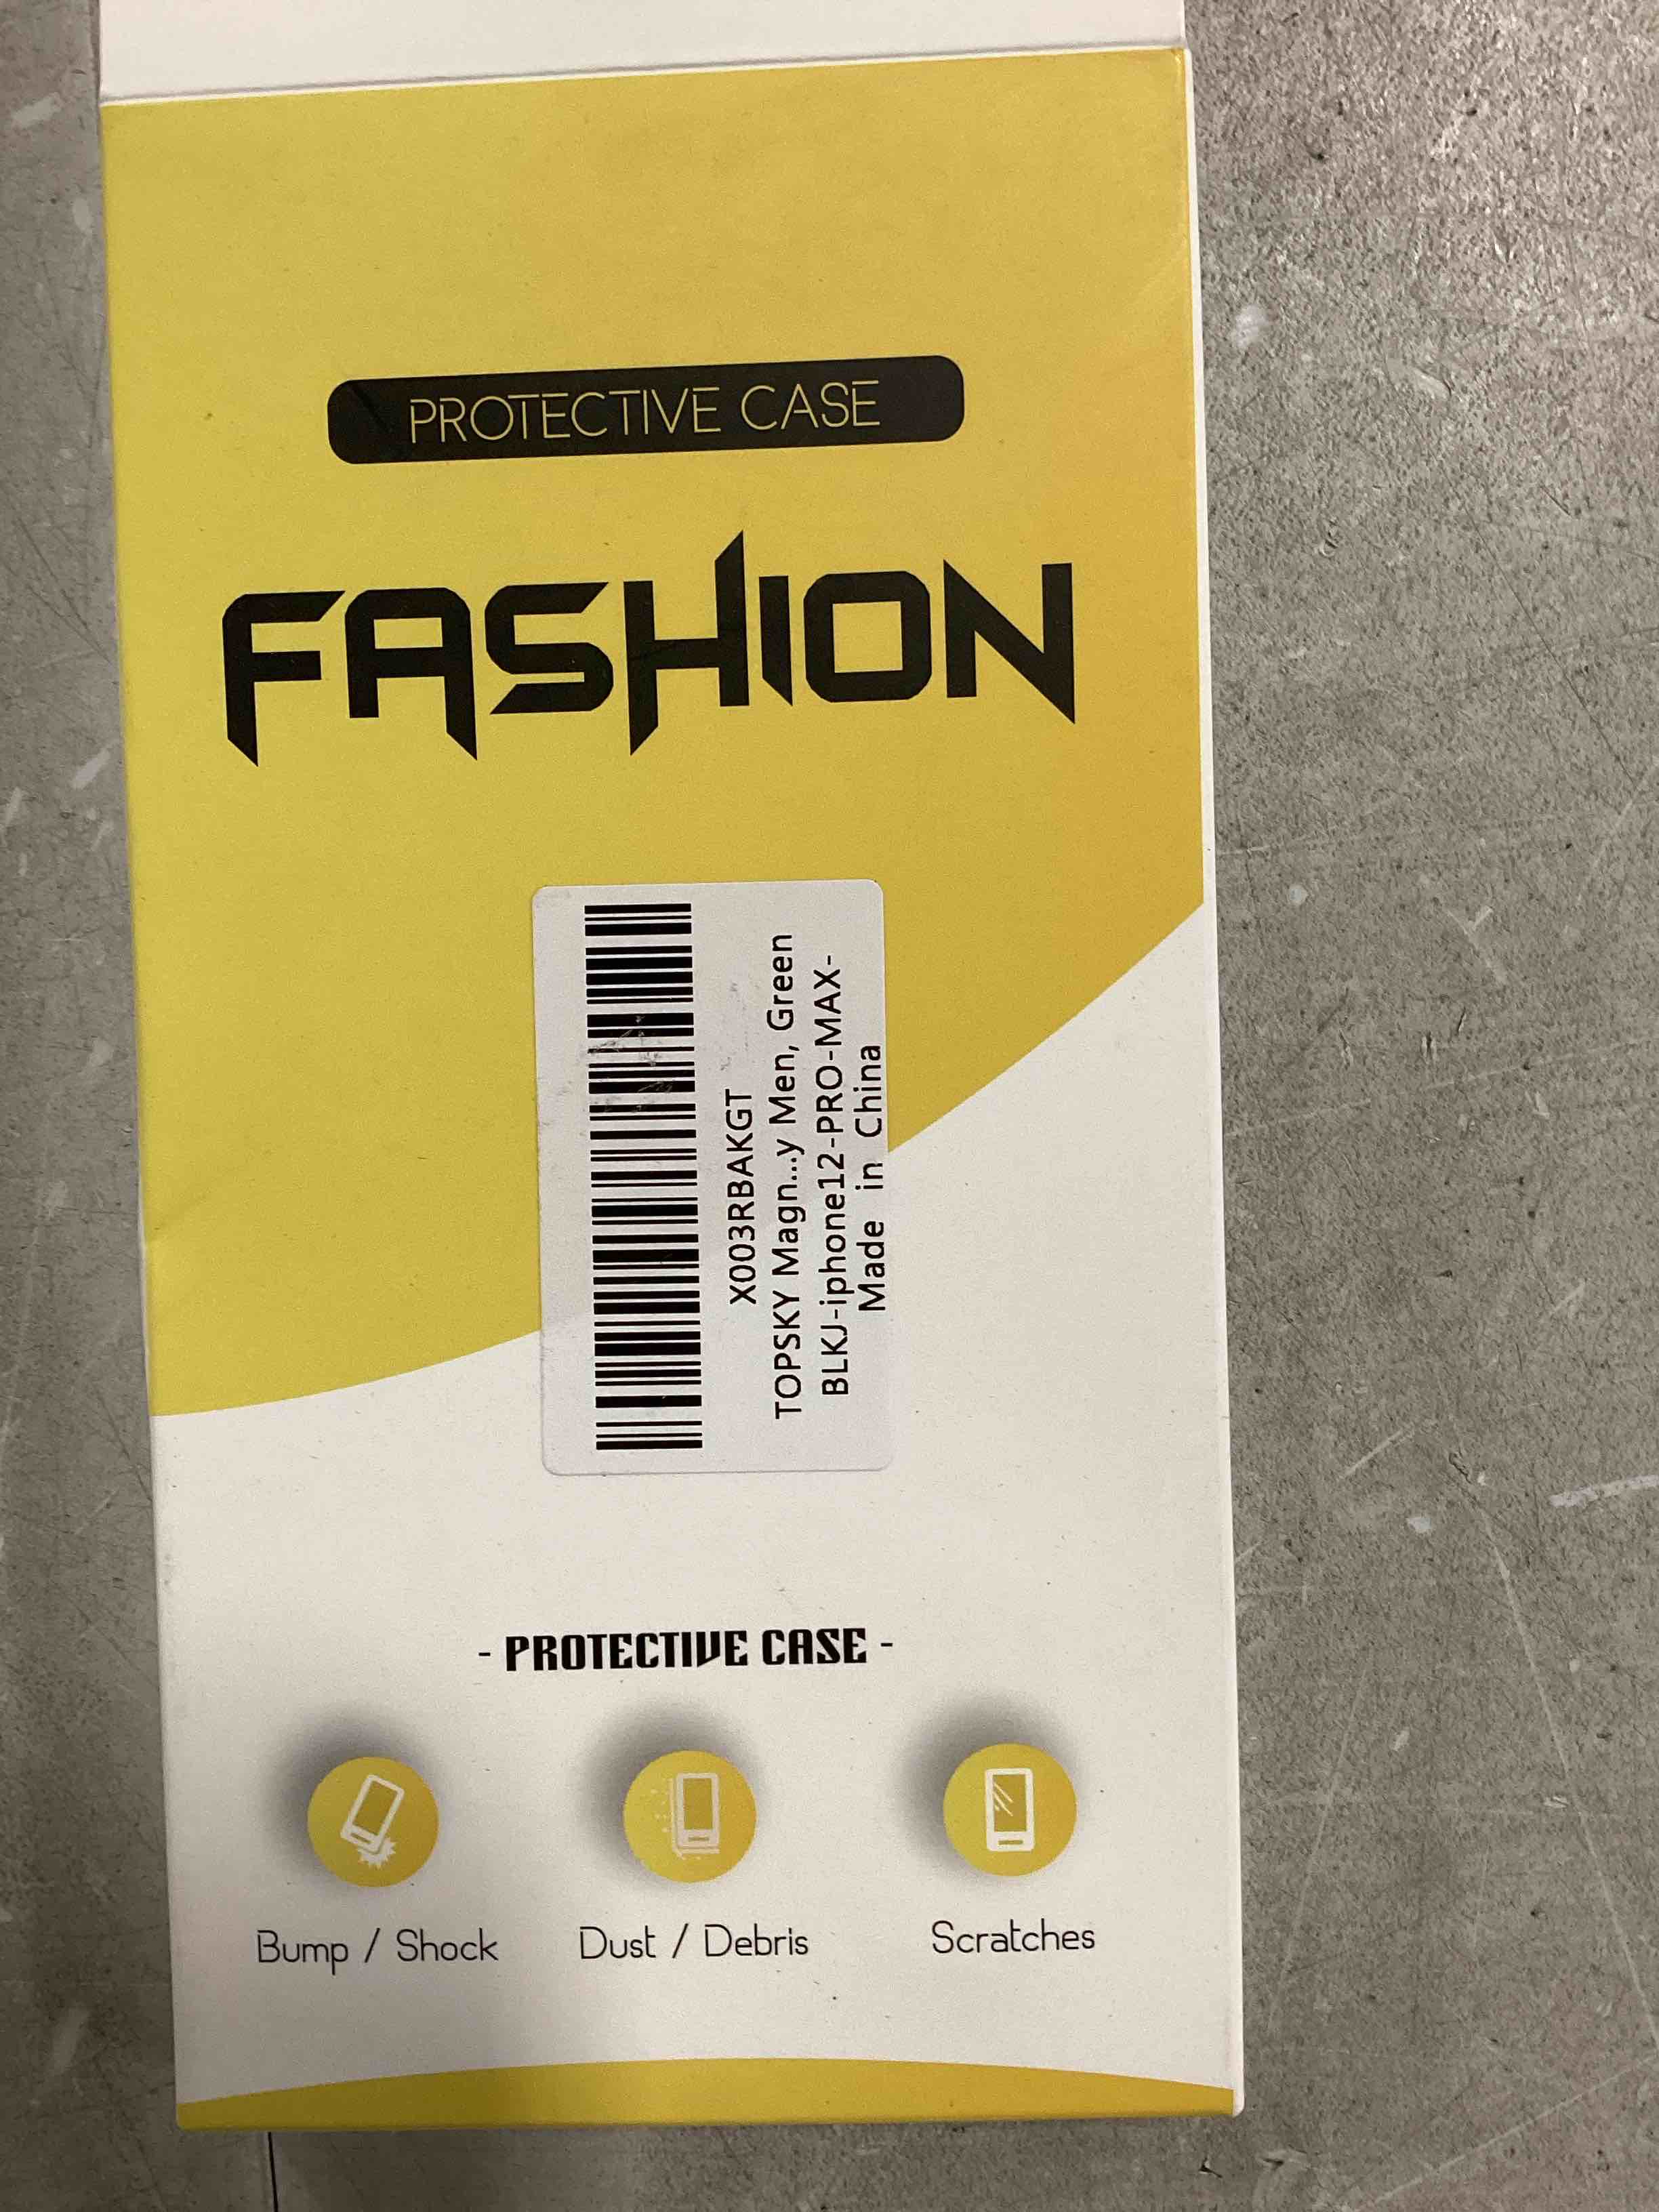 PROTECTIVE CASE
FASHION
X003RBAKGT
TOPSKY Magn...y Men, Green
BLKJ-iphone12-PRO-MAX-
Made in China
- PROTECTIVE CASE -
Bump / Shock
Dust / Debris
Scratches